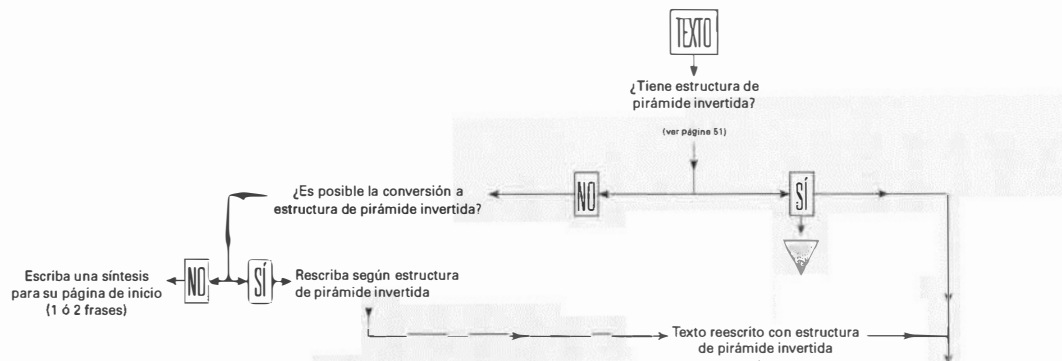 TEXTO
¿Tiene estructura de
pirámide invertida?
(ver página 51)
¿Es posible la conversión a
estructura de pirámide invertida?
NO
SÍ
Escriba una síntesis
para su página de inicio
(1 ó 2 frases)
NO
SÍ
Rescriba según estructura
de pirámide invertida
Texto reescrito con estructura
de pirámide invertida